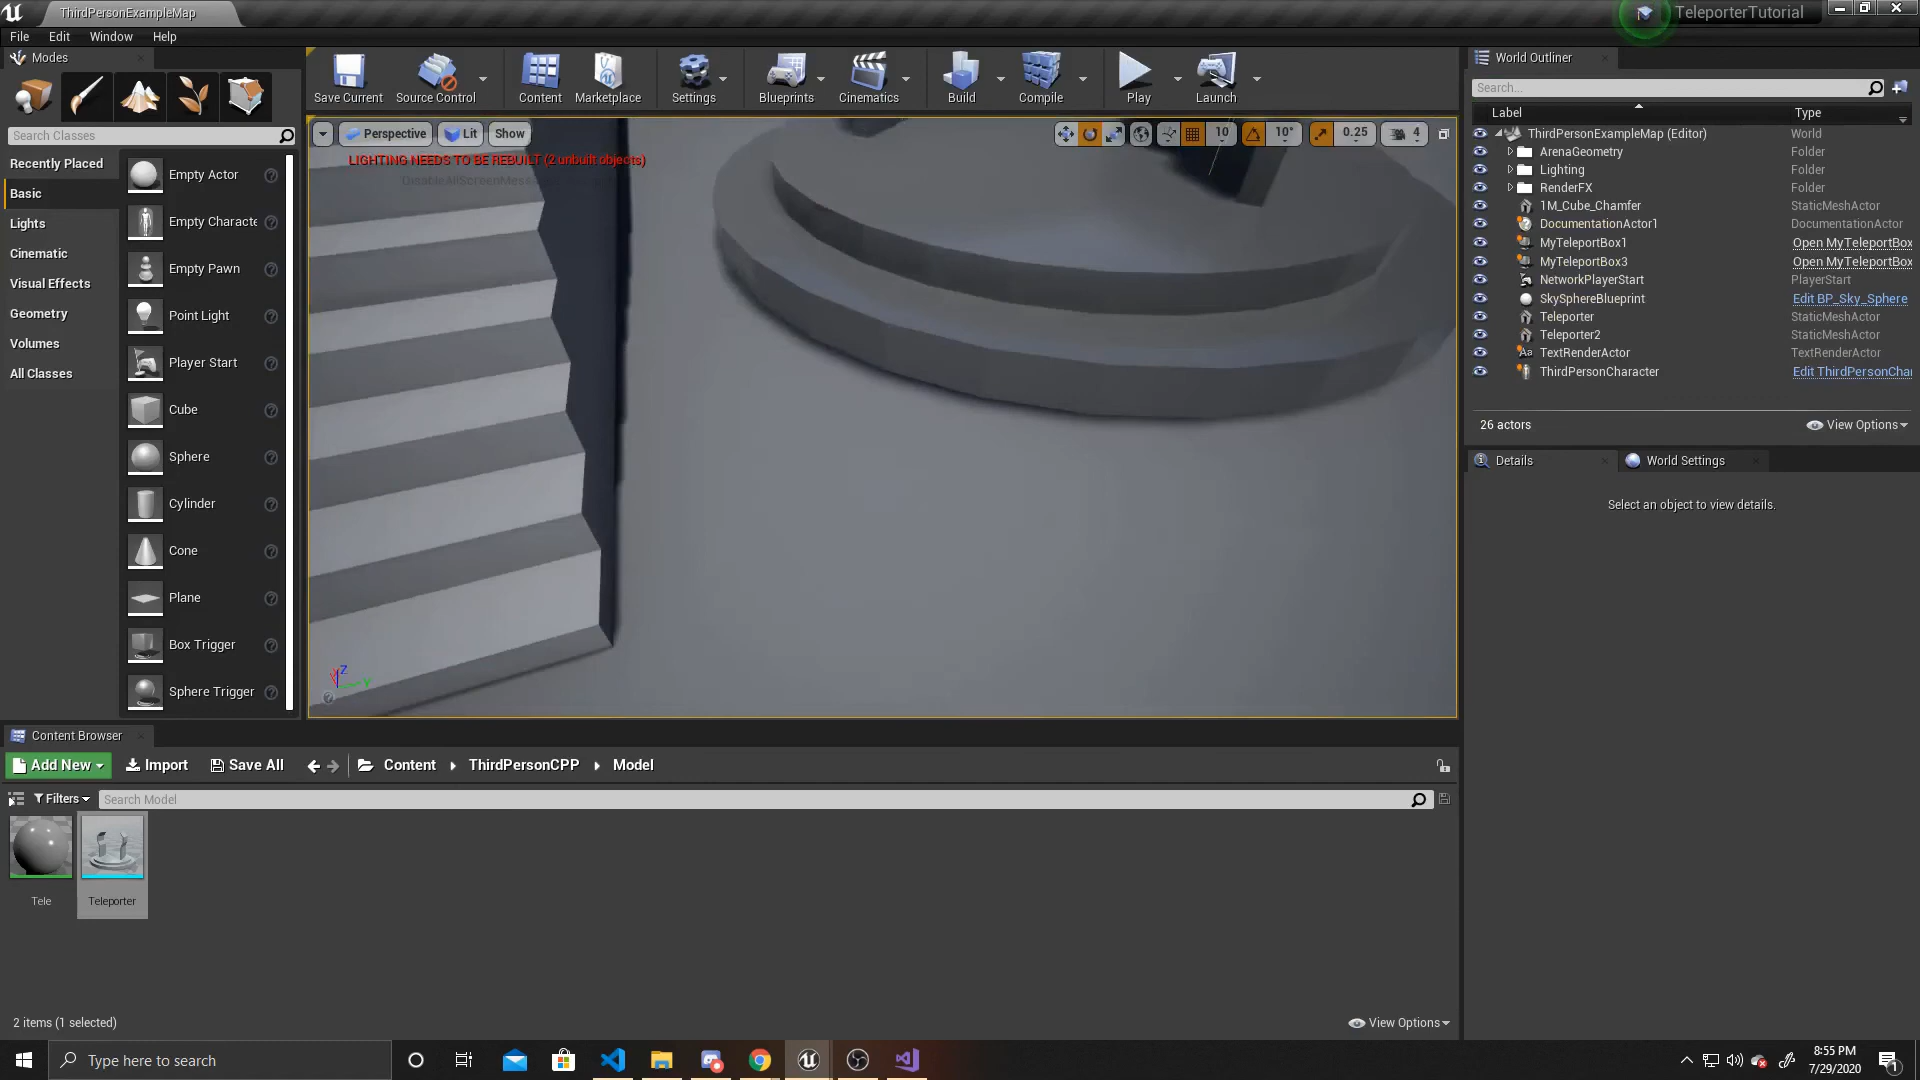 ThirdPersonExampleMap
TeleporterTutorial
File Edit Window Help
Modes
Search Classes
Recently Placed
Basic
Lights
Cinematic
Visual Effects
Geometry
Volumes
All Classes
Empty Actor
Empty Characte
Empty Pawn
Point Light
Player Start
Cube
Sphere
Cylinder
Cone
Plane
Box Trigger
Sphere Trigger
Save Current Source Control Content Marketplace Settings Blueprints Cinematics Build Compile Play Launch
Perspective Lit Show 10 10° 0.25 4
LIGHTING NEEDS TO BE REBUILT (2 unbuilt objects)
Z
Y
World Outliner
Search...
Label Type
ThirdPersonExampleMap (Editor) World
ArenaGeometry Folder
Lighting Folder
RenderFX Folder
1M_Cube_Chamfer StaticMeshActor
DocumentationActor1 DocumentationActor
MyTeleportBox1 Open MyTeleportBox
MyTeleportBox3 Open MyTeleportBox
NetworkPlayerStart PlayerStart
SkySphereBlueprint Edit BP_Sky_Sphere
Teleporter StaticMeshActor
Teleporter2 StaticMeshActor
TextRenderActor TextRenderActor
ThirdPersonCharacter Edit ThirdPersonChar
26 actors View Options
Details World Settings
Select an object to view details.
Content Browser
Add New Import Save All Content ThirdPersonCPP Model
Filters Search Model
Tele Teleporter
2 items (1 selected) View Options
Type here to search
8:55 PM
7/29/2020
1